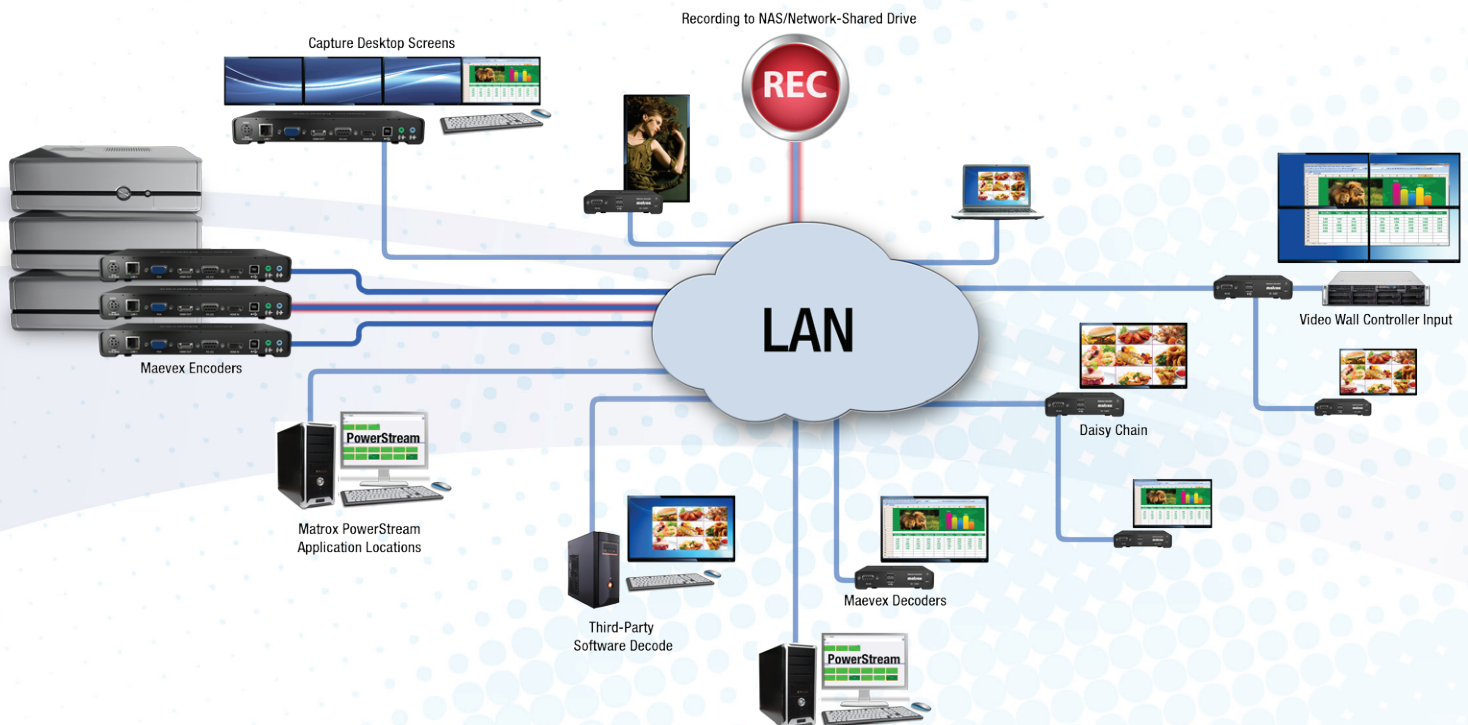 Recording to NAS/Network-Shared Drive
Capture Desktop Screens
REC
LAN
Video Wall Controller Input
Maevex Encoders
Daisy Chain
PowerStream
Matrox PowerStream
Application Locations
Maevex Decoders
Third-Party
Software Decode
PowerStream